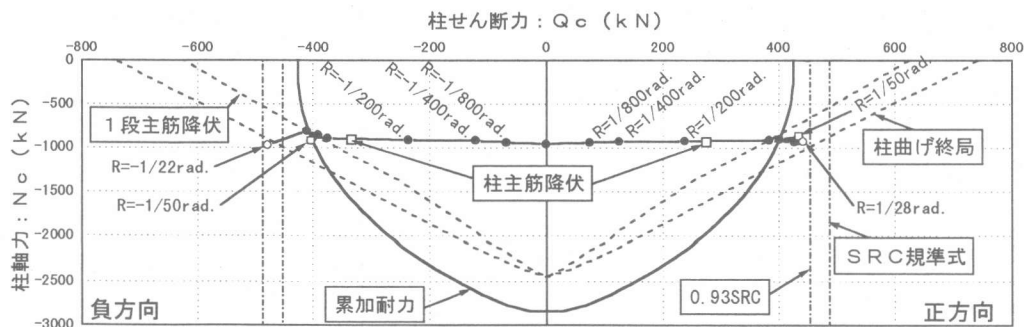 柱せん断力：Ｑｃ（ｋＮ）
-800 -600 -400 -200 0 200 400 600 800
柱軸力：Ｎｃ（ｋＮ）
0
-500
-1000
-1500
-2000
-2500
-3000
R=-1/200rad.
R=-1/400rad.
R=-1/800rad.
R=1/800rad.
R=1/400rad.
R=1/200rad.
R=1/50rad.
１段主筋降伏
柱曲げ終局
R=-1/22rad.
柱主筋降伏
R=-1/50rad.
R=1/28rad.
ＳＲＣ規準式
負方向
累加耐力
0.93SRC
正方向